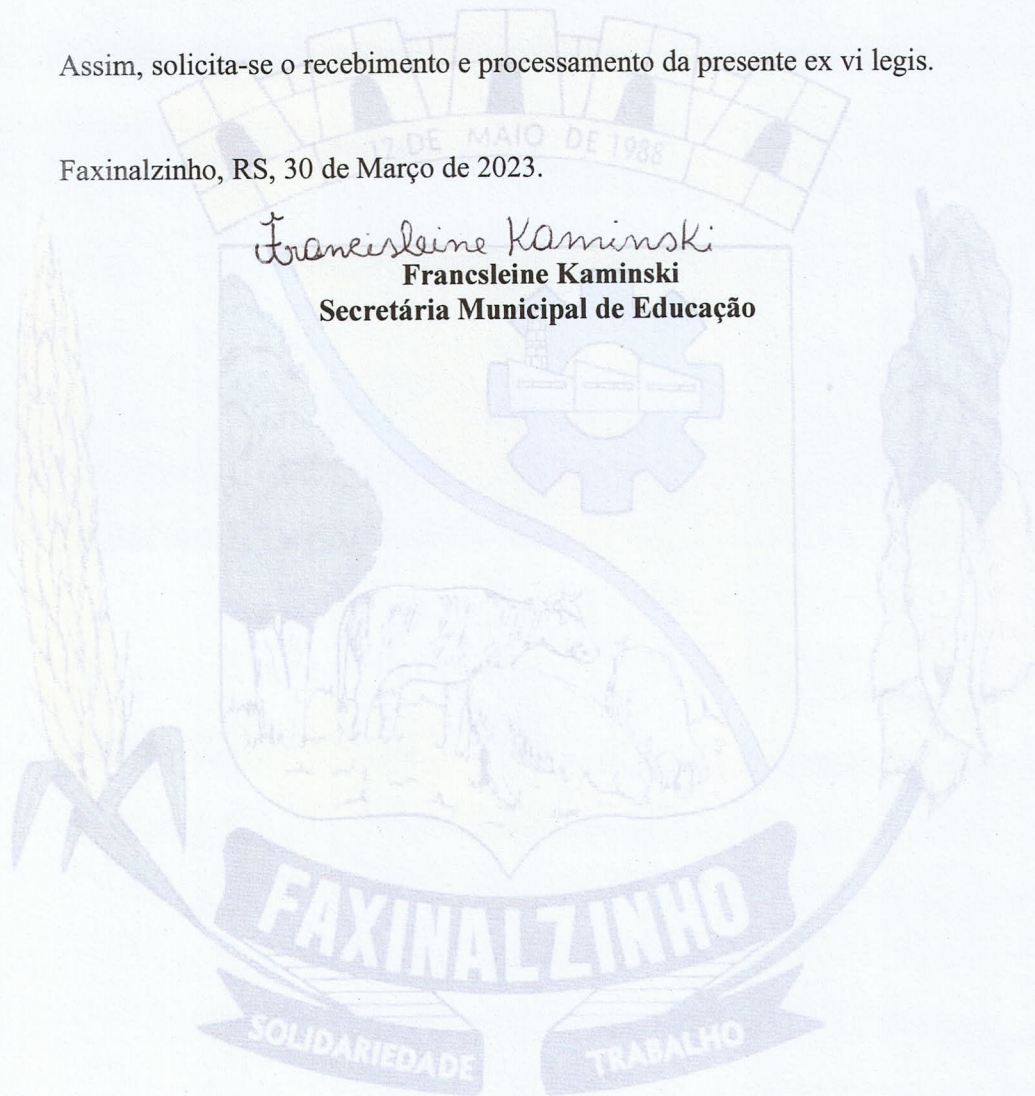 Assim, solicita-se o recebimento e processamento da presente ex vi legis.
12 DE MAIO DE 1988
Faxinalzinho, RS, 30 de Março de 2023.
Francisleine Kaminski
Francsleine Kaminski
Secretária Municipal de Educação
FAXINALZINHO
SOLIDARIEDADE
TRABALHO